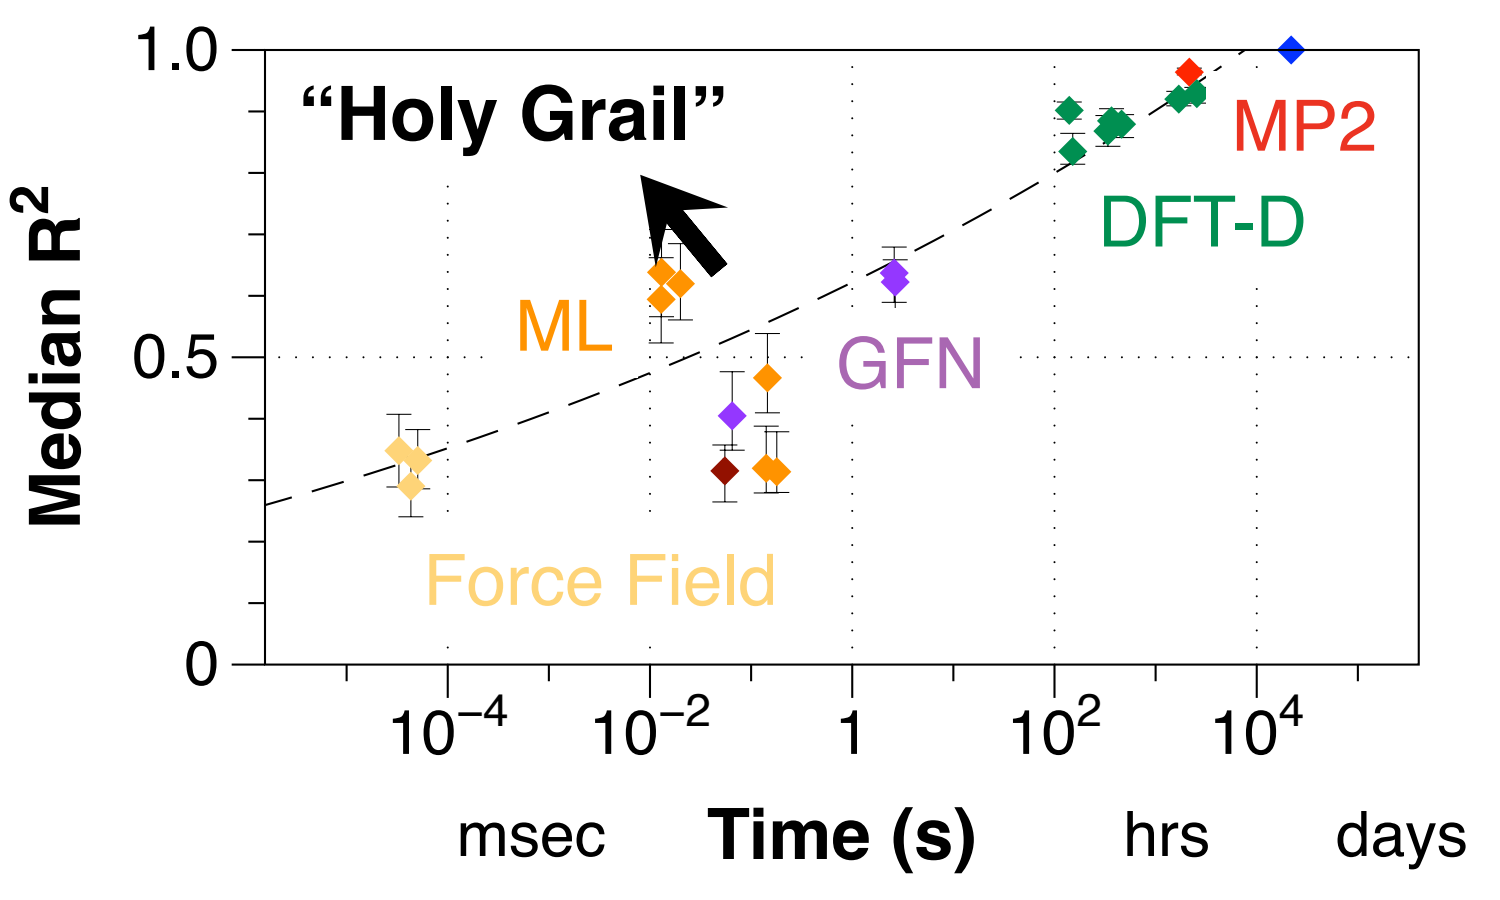 Median R²
1.0
0.5
0
“Holy Grail”
MP2
DFT-D
ML
GFN
Force Field
10⁻⁴
10⁻²
1
10²
10⁴
msec
Time (s)
hrs
days